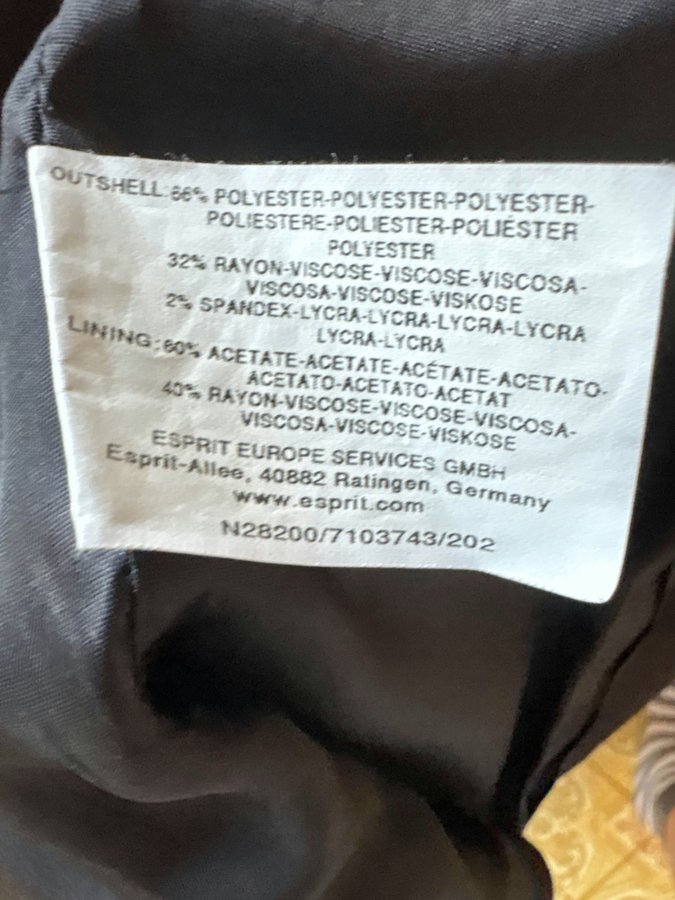 OUTSHELL: 66% POLYESTER-POLYESTER-POLYESTER-
POLIESTERE-POLIESTER-POLIÉSTER
POLYESTER
32% RAYON-VISCOSE-VISCOSE-VISCOSA-
VISCOSA-VISCOSE-VISKOSE
2% SPANDEX-LYCRA-LYCRA-LYCRA-LYCRA
LYCRA-LYCRA
LINING: 60% ACETATE-ACETATE-ACÉTATE-ACETATO-
ACETATO-ACETATO-ACETAT
40% RAYON-VISCOSE-VISCOSE-VISCOSA-
VISCOSA-VISCOSE-VISKOSE
ESPRIT EUROPE SERVICES GMBH
Esprit-Allee, 40882 Ratingen, Germany
www.esprit.com
N28200/7103743/202